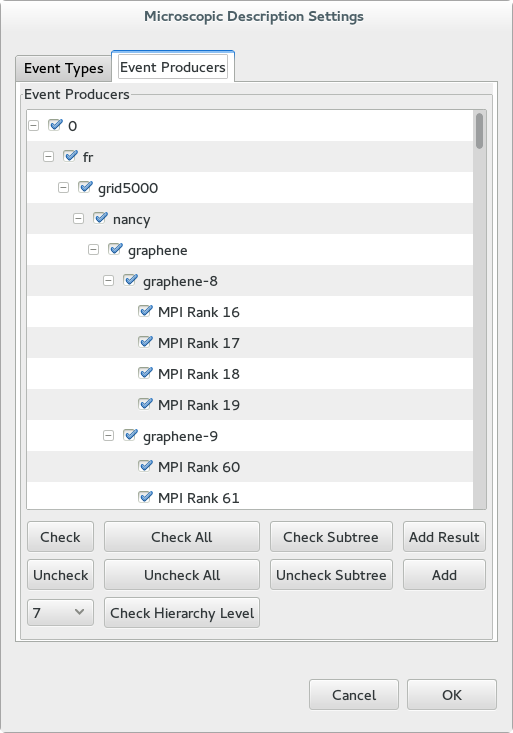 Microscopic Description Settings
Event Types
Event Producers
Event Producers
0
fr
grid5000
nancy
graphene
graphene-8
MPI Rank 16
MPI Rank 17
MPI Rank 18
MPI Rank 19
graphene-9
MPI Rank 60
MPI Rank 61
Check
Check All
Check Subtree
Add Result
Uncheck
Uncheck All
Uncheck Subtree
Add
7
Check Hierarchy Level
Cancel
OK